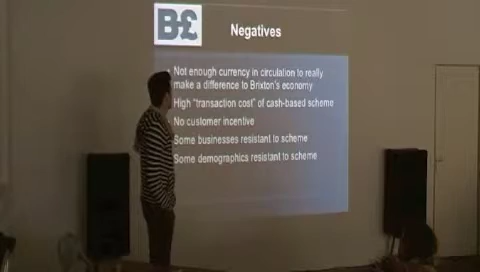 B£
Negatives
Not enough currency in circulation to really
make a difference to Brixton's economy
High "transaction cost" of cash-based scheme
No customer incentive
Some businesses resistant to scheme
Some demographics resistant to scheme